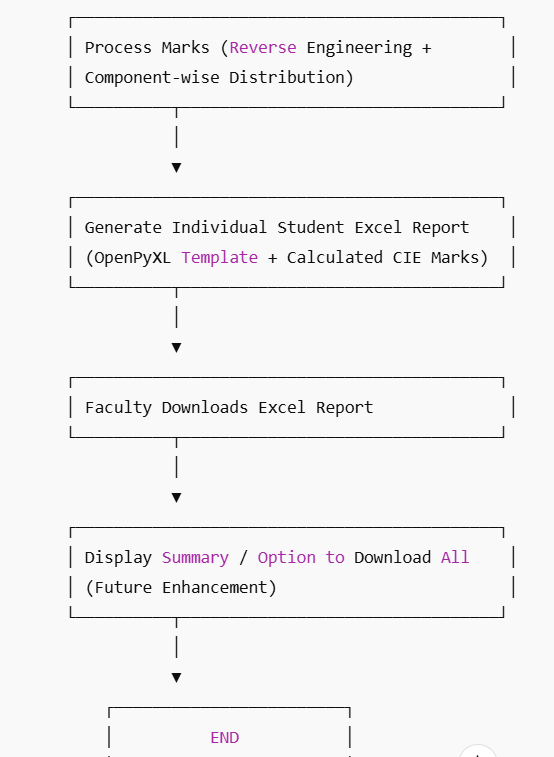 Process Marks (Reverse Engineering +
Component-wise Distribution)
Generate Individual Student Excel Report
(OpenPyXL Template + Calculated CIE Marks)
Faculty Downloads Excel Report
Display Summary / Option to Download All
(Future Enhancement)
END